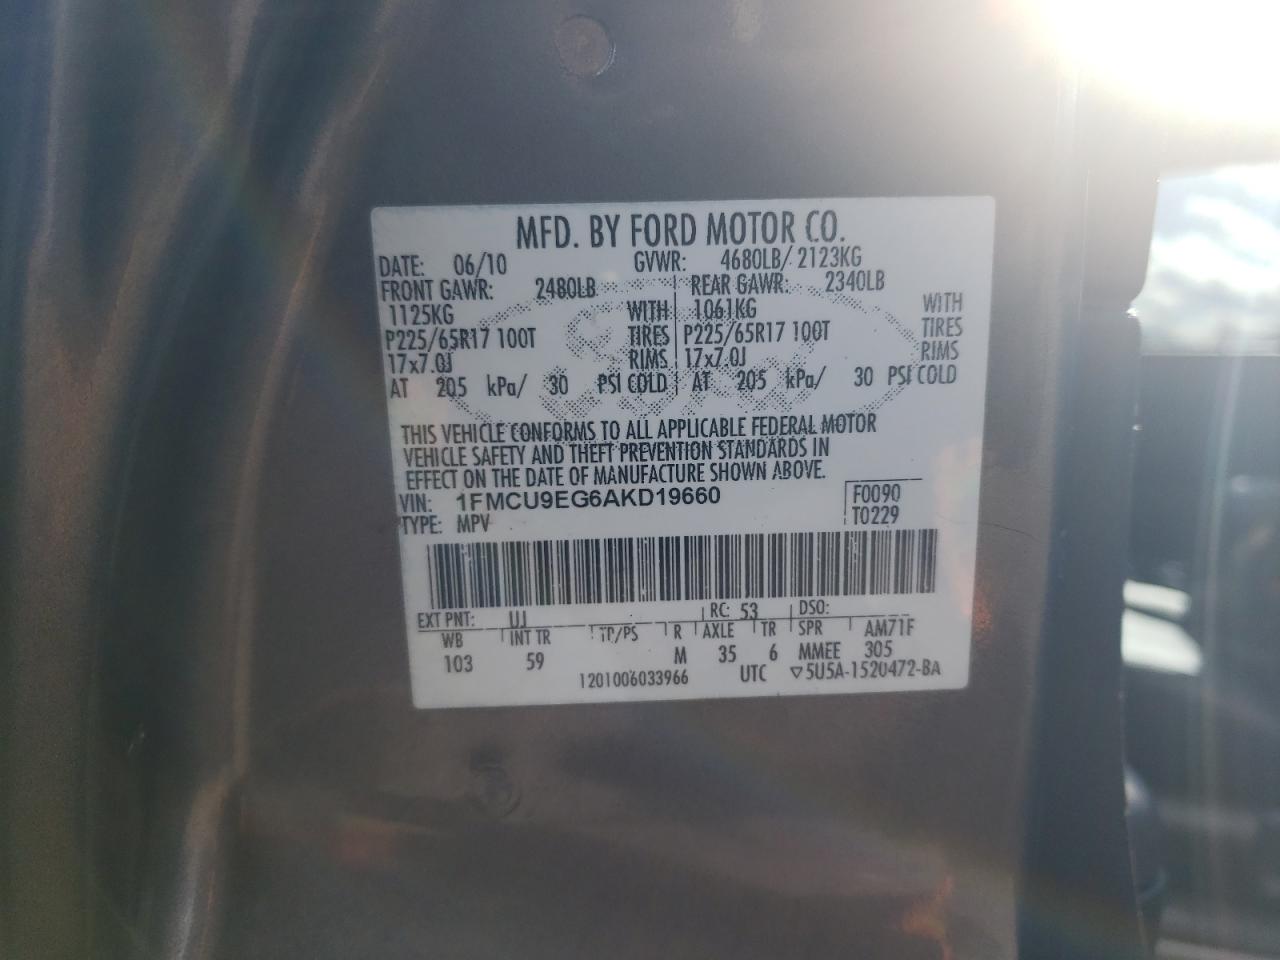 MFD. BY FORD MOTOR CO.
DATE: 06/10 GVWR: 4680LB/ 2123KG
FRONT GAWR: 2480LB REAR GAWR: 2340LB
1125KG WITH 1061KG WITH
P225/65R17 100T TIRES P225/65R17 100T TIRES
17x7.0J RIMS 17x7.0J RIMS
AT 205 kPa/ 30 PSI COLD AT 205 kPa/ 30 PSI COLD
THIS VEHICLE CONFORMS TO ALL APPLICABLE FEDERAL MOTOR
VEHICLE SAFETY AND THEFT PREVENTION STANDARDS IN
EFFECT ON THE DATE OF MANUFACTURE SHOWN ABOVE.
VIN: 1FMCU9EG6AKD19660 F0090
TYPE: MPV T0229
EXT PNT: UJ RC: 53 DSO:
WB INT TR TP/PS R AXLE TR SPR AM71F
103 59 M 35 6 MMEE 305
1201006033966 UTC ▽5U5A-1520472-BA